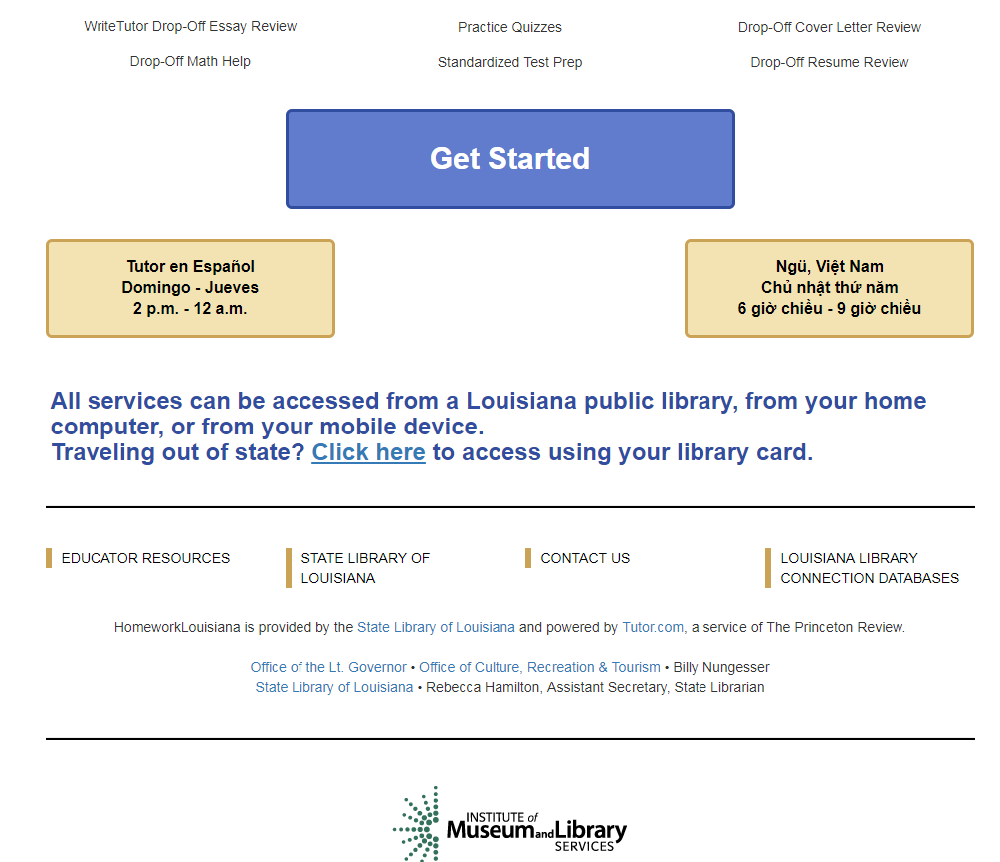 WriteTutor Drop-Off Essay Review
Practice Quizzes
Drop-Off Cover Letter Review
Drop-Off Math Help
Standardized Test Prep
Drop-Off Resume Review
Get Started
Tutor en Español
Domingo - Jueves
2 p.m. - 12 a.m.
Ngü, Việt Nam
Chủ nhật thứ năm
6 giờ chiều - 9 giờ chiều
All services can be accessed from a Louisiana public library, from your home
computer, or from your mobile device.
Traveling out of state? Click here to access using your library card.
EDUCATOR RESOURCES
STATE LIBRARY OF
LOUISIANA
CONTACT US
LOUISIANA LIBRARY
CONNECTION DATABASES
HomeworkLouisiana is provided by the State Library of Louisiana and powered by Tutor.com, a service of The Princeton Review.
Office of the Lt. Governor • Office of Culture, Recreation & Tourism • Billy Nungesser
State Library of Louisiana • Rebecca Hamilton, Assistant Secretary, State Librarian
INSTITUTE of
Museum and Library
SERVICES